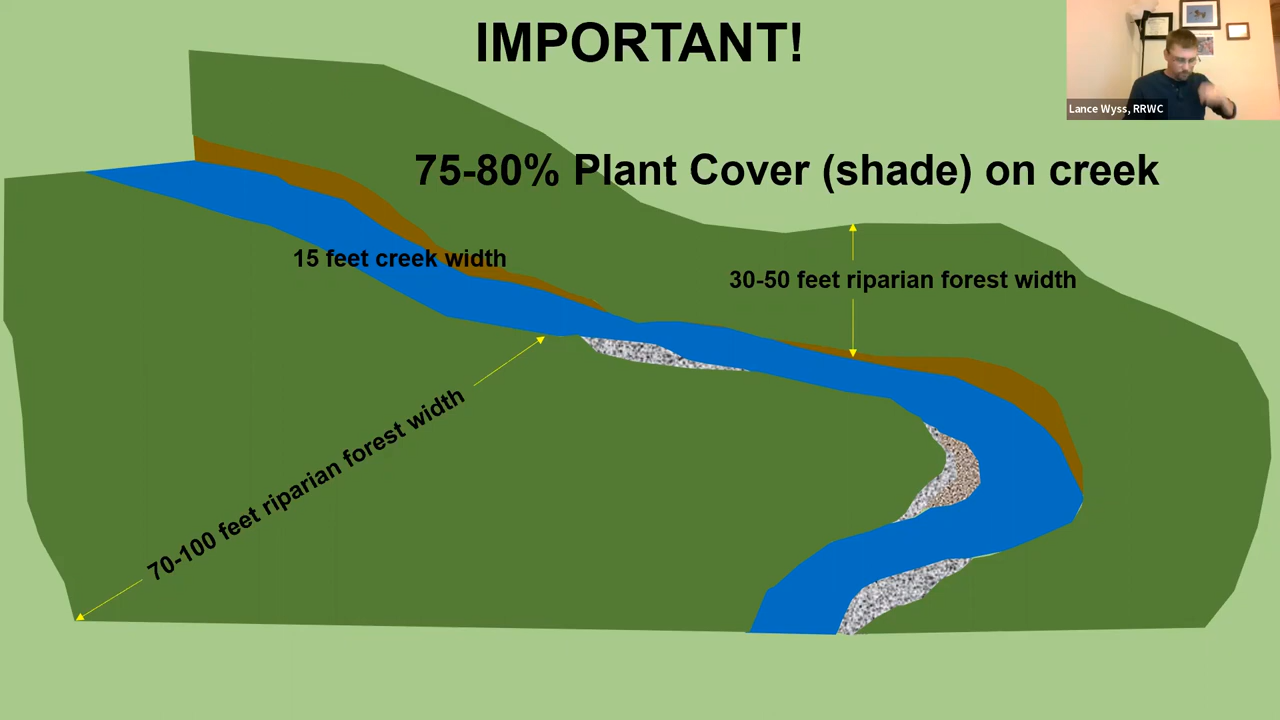 IMPORTANT!
Lance Wyss, RRWC
75-80% Plant Cover (shade) on creek
15 feet creek width
30-50 feet riparian forest width
70-100 feet riparian forest width